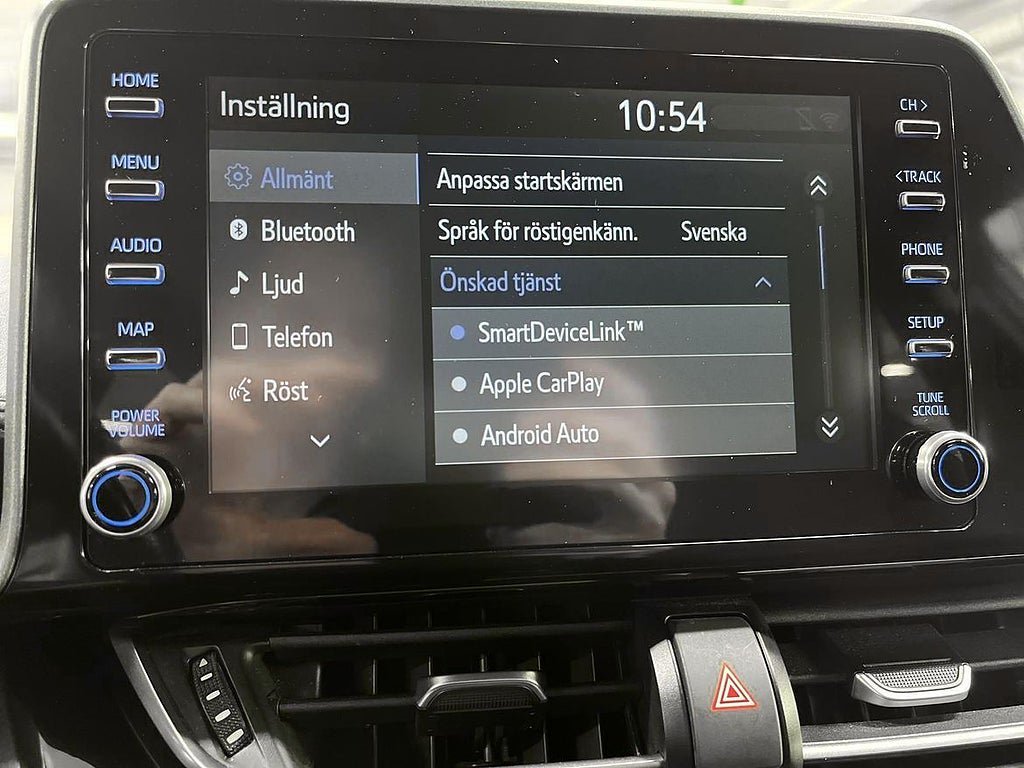 HOME
MENU
AUDIO
MAP
POWER
VOLUME
Inställning
10:54
Allmänt
Bluetooth
Ljud
Telefon
Röst
Anpassa startskärmen
Språk för röstigenkänn. Svenska
Önskad tjänst
SmartDeviceLink™
Apple CarPlay
Android Auto
CH>
<TRACK
PHONE
SETUP
TUNE
SCROLL